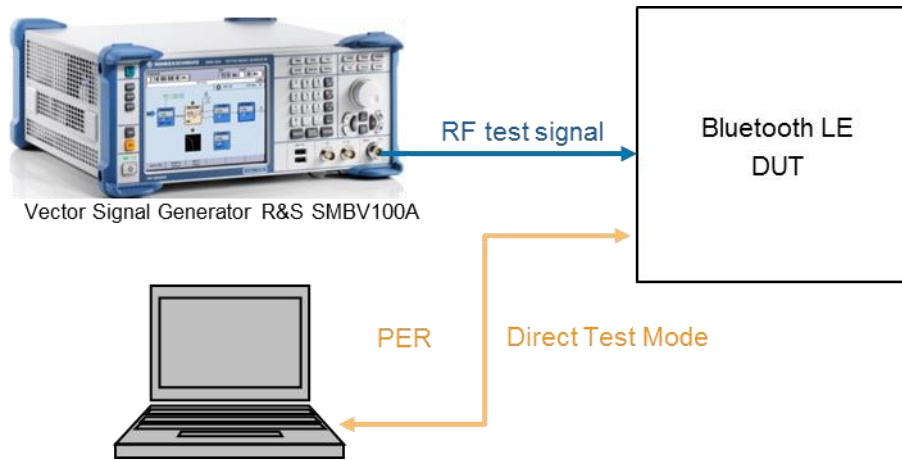 RF test signal
Bluetooth LE
DUT
Vector Signal Generator R&S SMBV100A
PER
Direct Test Mode